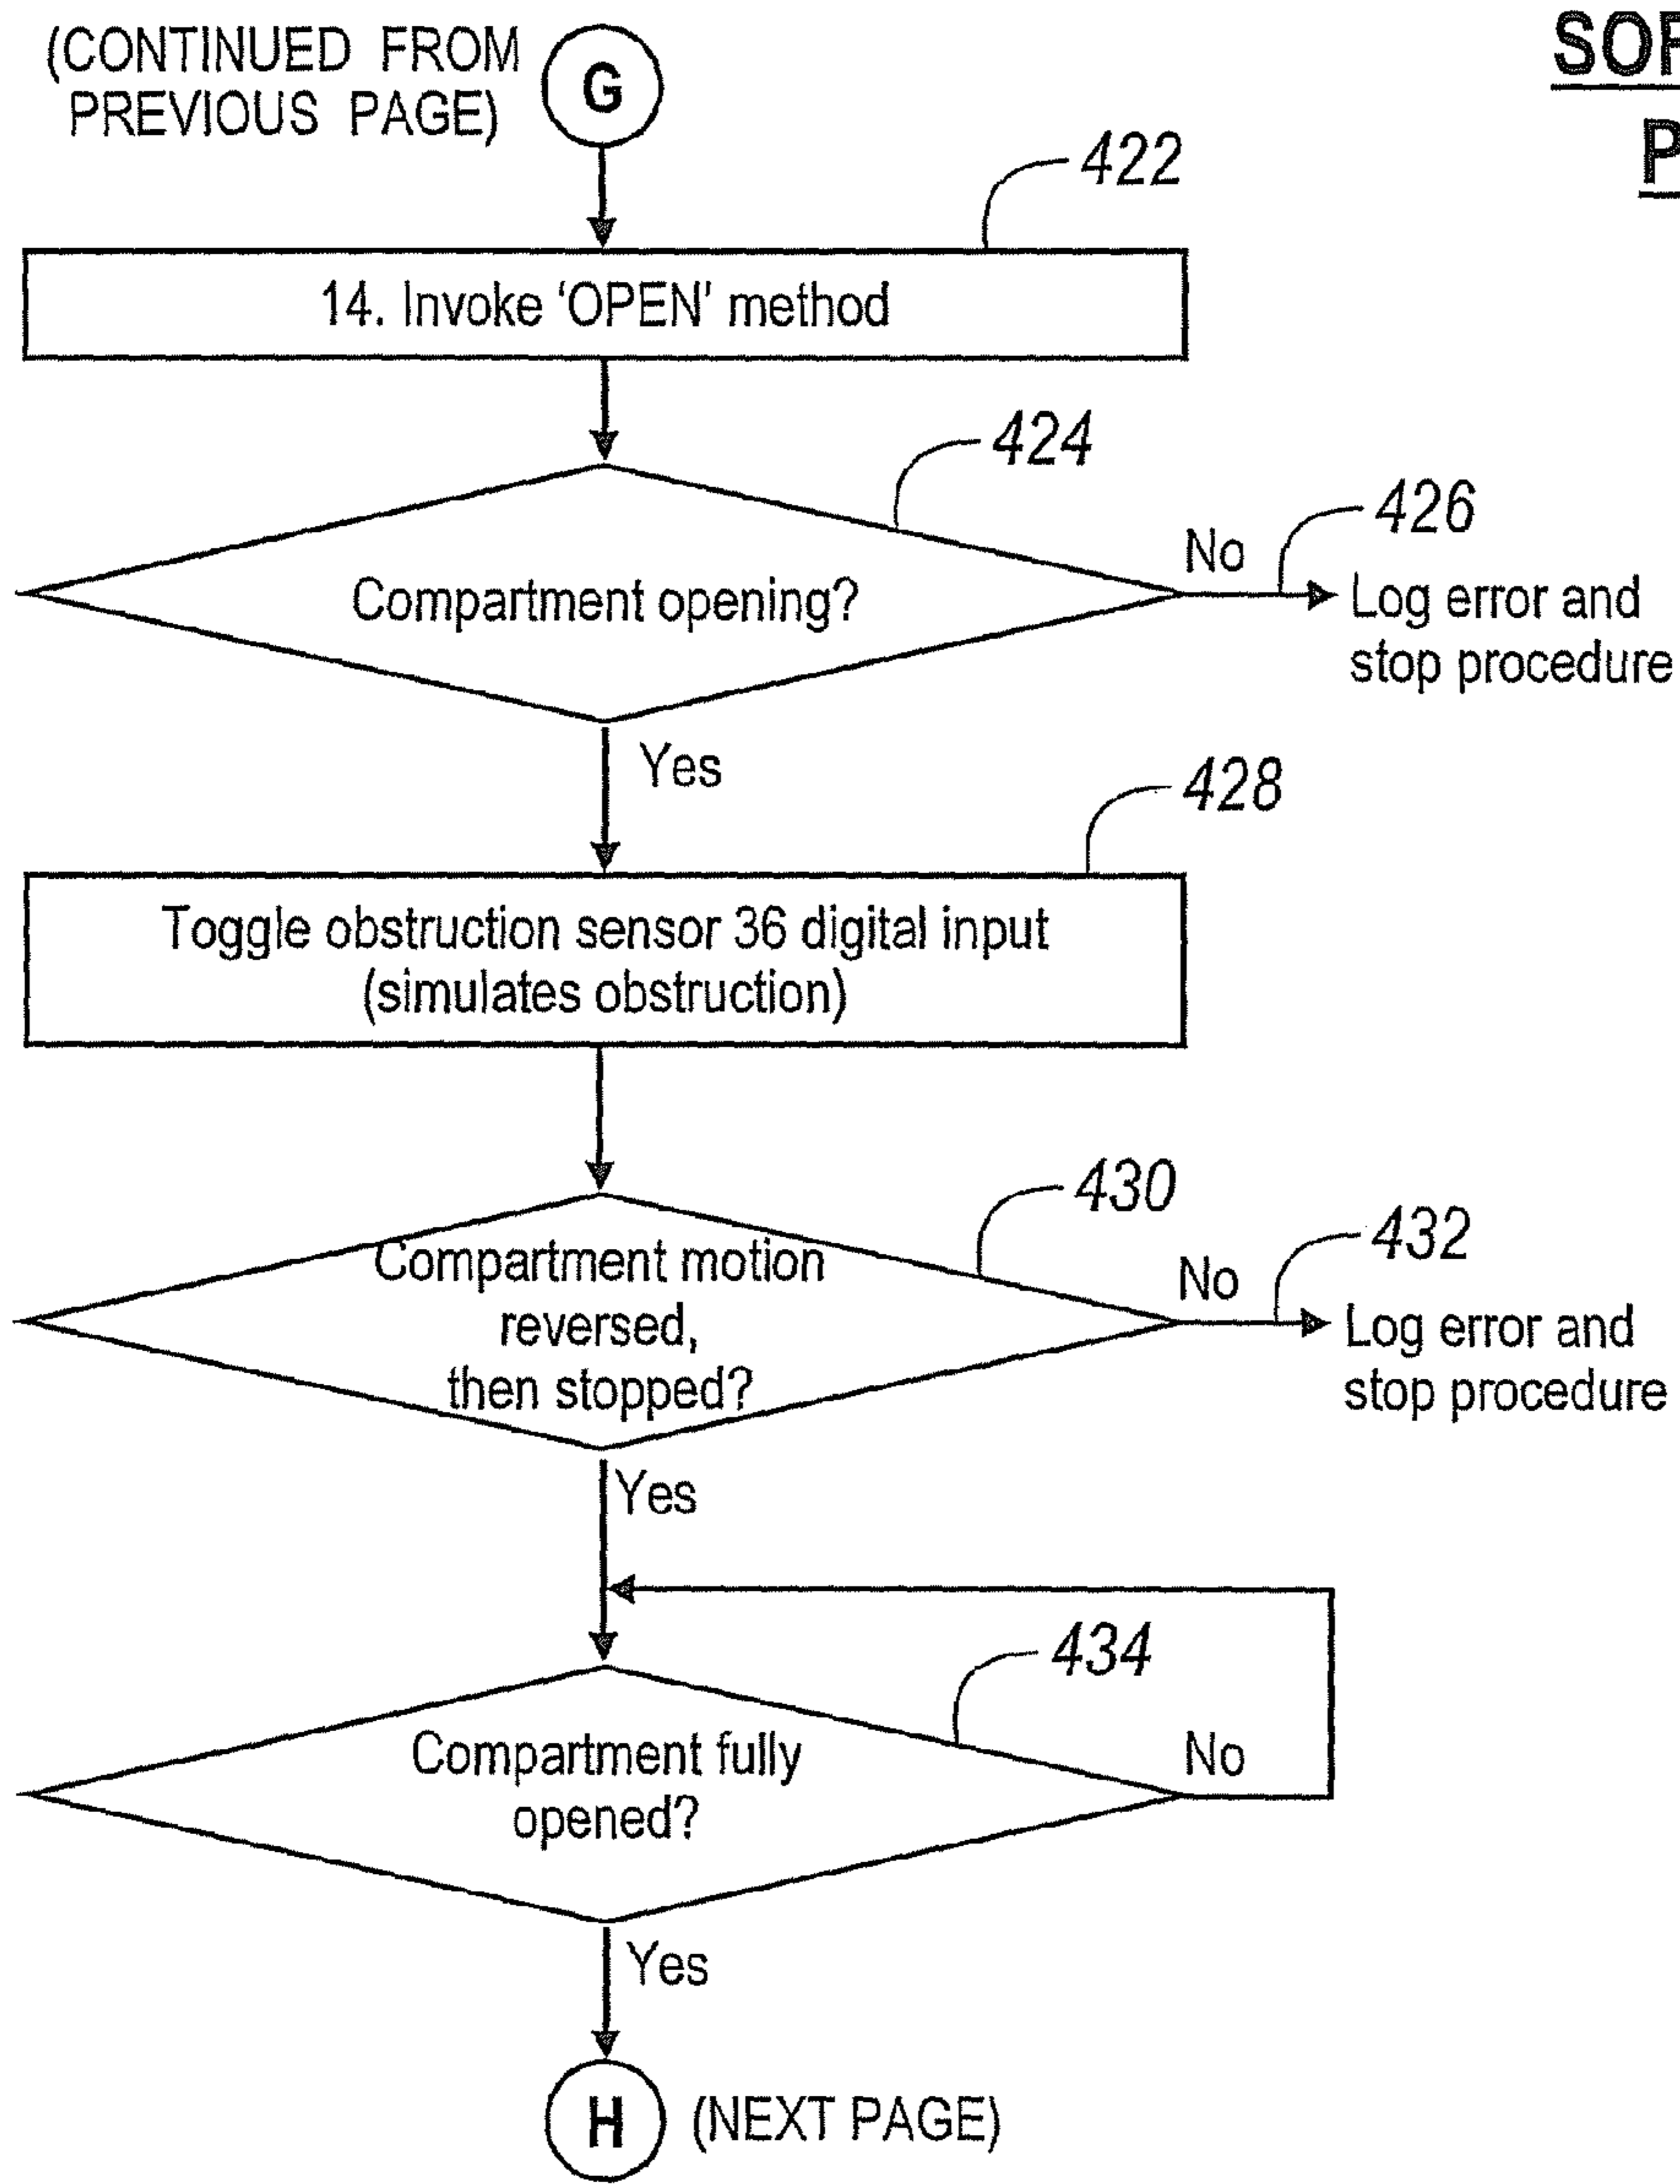 (CONTINUED FROM
PREVIOUS PAGE)
G
422
14. Invoke ‘OPEN’ method
424
Compartment opening?
No
426
Log error and
stop procedure
Yes
428
Toggle obstruction sensor 36 digital input
(simulates obstruction)
430
Compartment motion
reversed,
then stopped?
No
432
Log error and
stop procedure
Yes
434
Compartment fully
opened?
No
Yes
H
(NEXT PAGE)